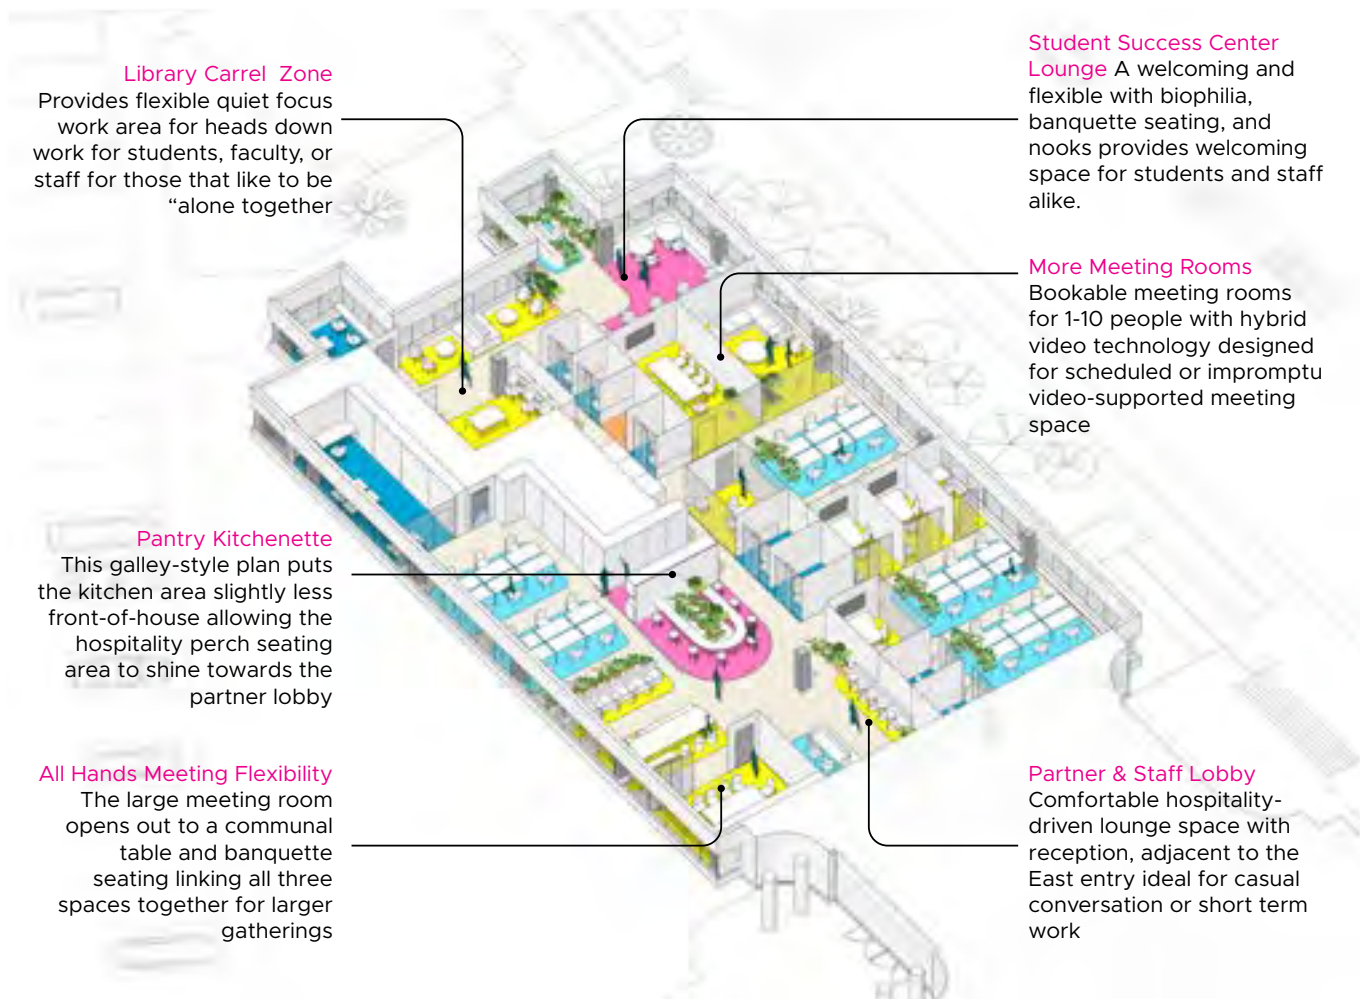 Library Carrel  Zone
Provides flexible quiet focus
work area for heads down
work for students, faculty, or
staff for those that like to be
“alone together
Pantry Kitchenette
This galley-style plan puts
the kitchen area slightly less
front-of-house allowing the
hospitality perch seating
area to shine towards the
partner lobby
All Hands Meeting Flexibility
The large meeting room
opens out to a communal
table and banquette
seating linking all three
spaces together for larger
gatherings
Student Success Center
Lounge A welcoming and
flexible with biophilia,
banquette seating, and
nooks provides welcoming
space for students and staff
alike.
More Meeting Rooms
Bookable meeting rooms
for 1-10 people with hybrid
video technology designed
for scheduled or impromptu
video-supported meeting
space
Partner & Staff Lobby
Comfortable hospitality-
driven lounge space with
reception, adjacent to the
East entry ideal for casual
conversation or short term
work